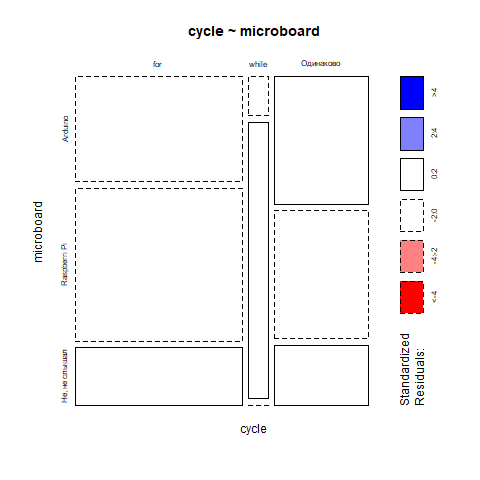 cycle ~ microboard
for
while
Одинаково
Arduino
Raspberri Pi
Не, не слышал
microboard
cycle
>4
2:4
0:2
-2:0
-4:-2
<-4
Standardized
Residuals: